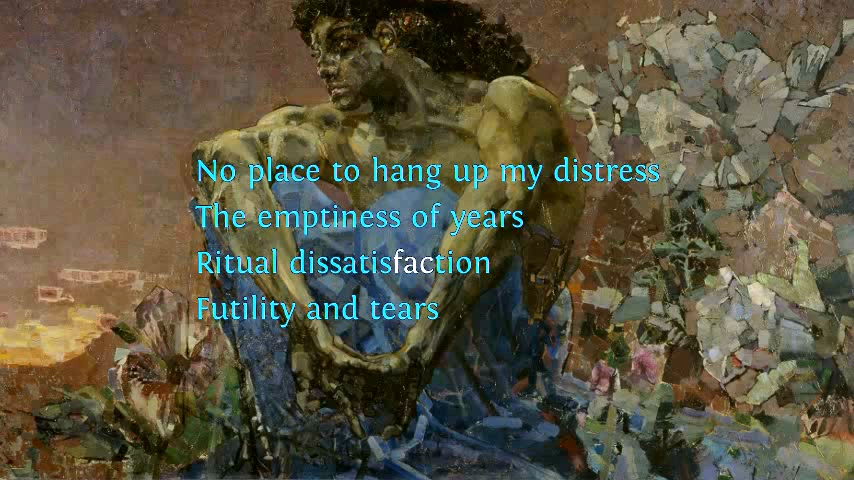 No place to hang up my distress
The emptiness of years
Ritual dissatisfaction
Futility and tears